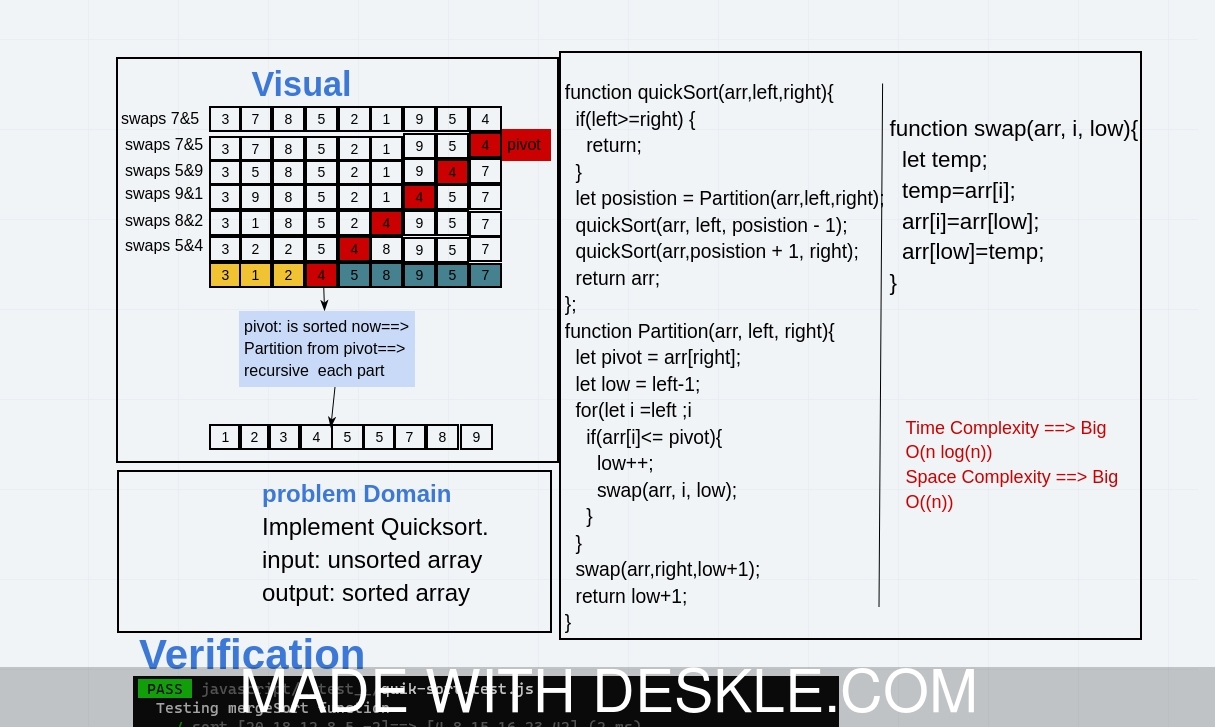 Visual
swaps 7&5 3 7 8 5 2 1 9 5 4
swaps 7&5 3 7 8 5 2 1 9 5 4 pivot
swaps 5&9 3 5 8 5 2 1 9 4 7
swaps 9&1 3 9 8 5 2 1 4 5 7
swaps 8&2 3 1 8 5 2 4 9 5 7
swaps 5&4 3 2 2 5 4 8 9 5 7
3 1 2 4 5 8 9 5 7
pivot: is sorted now==>
Partition from pivot==>
recursive each part
1 2 3 4 5 5 7 8 9
problem Domain
Implement Quicksort.
input: unsorted array
output: sorted array
function quickSort(arr,left,right){
if(left>=right) {
return;
}
let posistion = Partition(arr,left,right);
quickSort(arr, left, posistion - 1);
quickSort(arr,posistion + 1, right);
return arr;
};
function Partition(arr, left, right){
let pivot = arr[right];
let low = left-1;
for(let i =left ;i
if(arr[i]<= pivot){
low++;
swap(arr, i, low);
}
}
swap(arr,right,low+1);
return low+1;
}
function swap(arr, i, low){
let temp;
temp=arr[i];
arr[i]=arr[low];
arr[low]=temp;
}
Time Complexity ==> Big
O(n log(n))
Space Complexity ==> Big
O((n))
Verification
PASS quik-sort.test.js
Testing mergeSort Function
MADE WITH DESKLE.COM